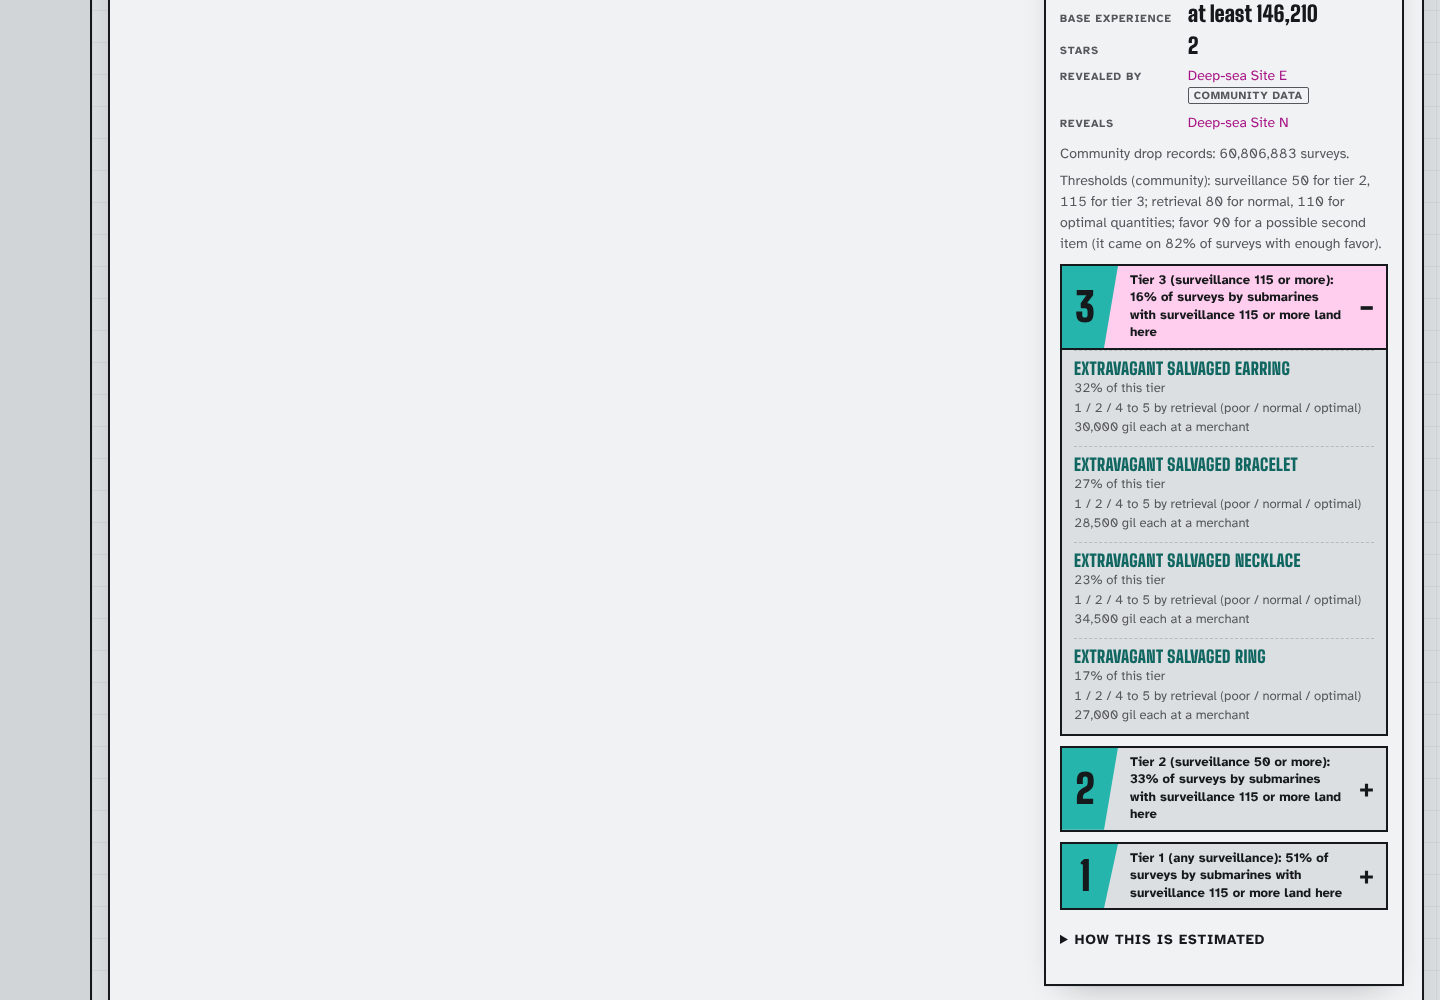 BASE EXPERIENCE at least 146,210
STARS 2
REVEALED BY Deep-sea Site E
COMMUNITY DATA
REVEALS Deep-sea Site N
Community drop records: 60,806,883 surveys.
Thresholds (community): surveillance 50 for tier 2,
115 for tier 3; retrieval 80 for normal, 110 for
optimal quantities; favor 90 for a possible second
item (it came on 82% of surveys with enough favor).
3
Tier 3 (surveillance 115 or more):
16% of surveys by submarines
with surveillance 115 or more land
here
−
EXTRAVAGANT SALVAGED EARRING
32% of this tier
1 / 2 / 4 to 5 by retrieval (poor / normal / optimal)
30,000 gil each at a merchant
EXTRAVAGANT SALVAGED BRACELET
27% of this tier
1 / 2 / 4 to 5 by retrieval (poor / normal / optimal)
28,500 gil each at a merchant
EXTRAVAGANT SALVAGED NECKLACE
23% of this tier
1 / 2 / 4 to 5 by retrieval (poor / normal / optimal)
34,500 gil each at a merchant
EXTRAVAGANT SALVAGED RING
17% of this tier
1 / 2 / 4 to 5 by retrieval (poor / normal / optimal)
27,000 gil each at a merchant
2
Tier 2 (surveillance 50 or more):
33% of surveys by submarines
with surveillance 115 or more land
here
+
1
Tier 1 (any surveillance): 51% of
surveys by submarines with
surveillance 115 or more land here
+
HOW THIS IS ESTIMATED